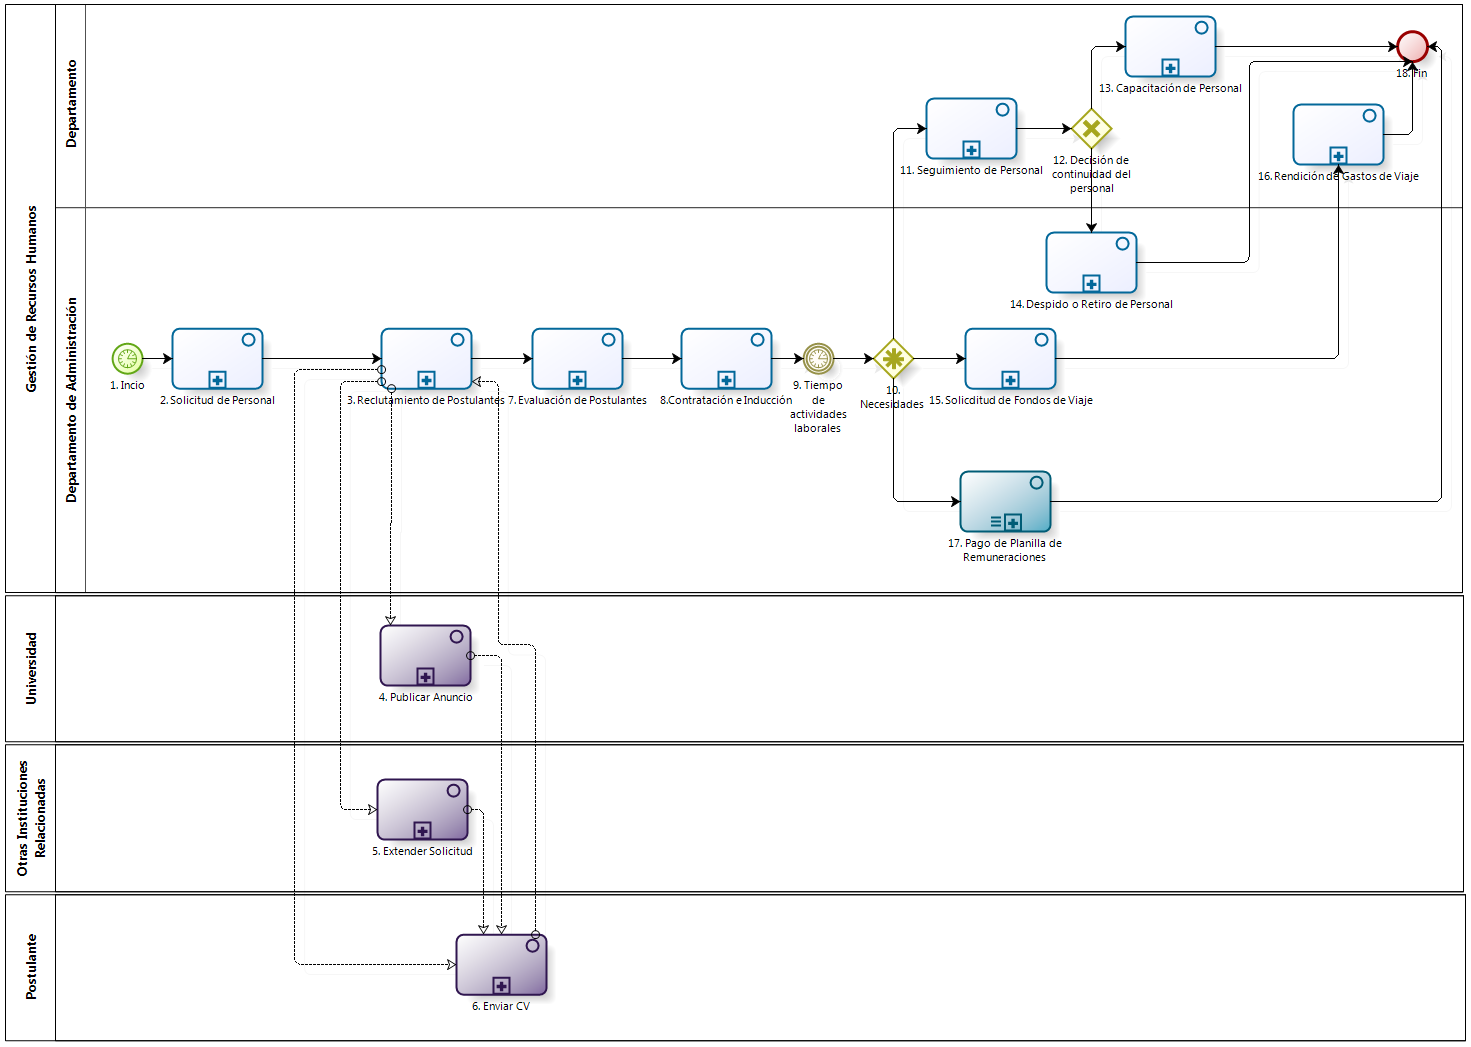 Gestión de Recursos Humanos
Departamento
13. Capacitación de Personal
18. Fin
11. Seguimiento de Personal
12. Decisión de
continuidad del
personal
16. Rendición de Gastos de Viaje
Departamento de Administración
14. Despido o Retiro de Personal
1. Incio
2. Solicitud de Personal
3. Reclutamiento de Postulantes
7. Evaluación de Postulantes
8.Contratación e Inducción
9. Tiempo
de
actividades
laborales
10.
Necesidades
15. Solicditud de Fondos de Viaje
17. Pago de Planilla de
Remuneraciones
Universidad
4. Publicar Anuncio
Otras Instituciones
Relacionadas
5. Extender Solicitud
Postulante
6. Enviar CV